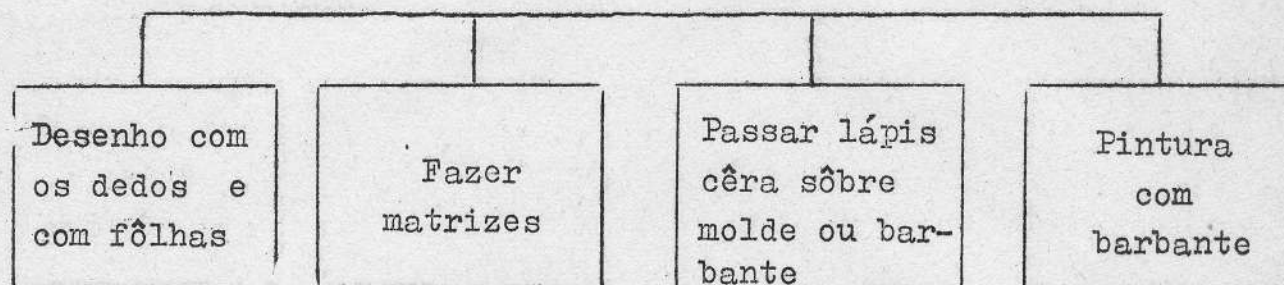 Desenho com
os dedos e
com fôlhas
Fazer
matrizes
Passar lápis
cêra sôbre
molde ou bar-
bante
Pintura
com
barbante